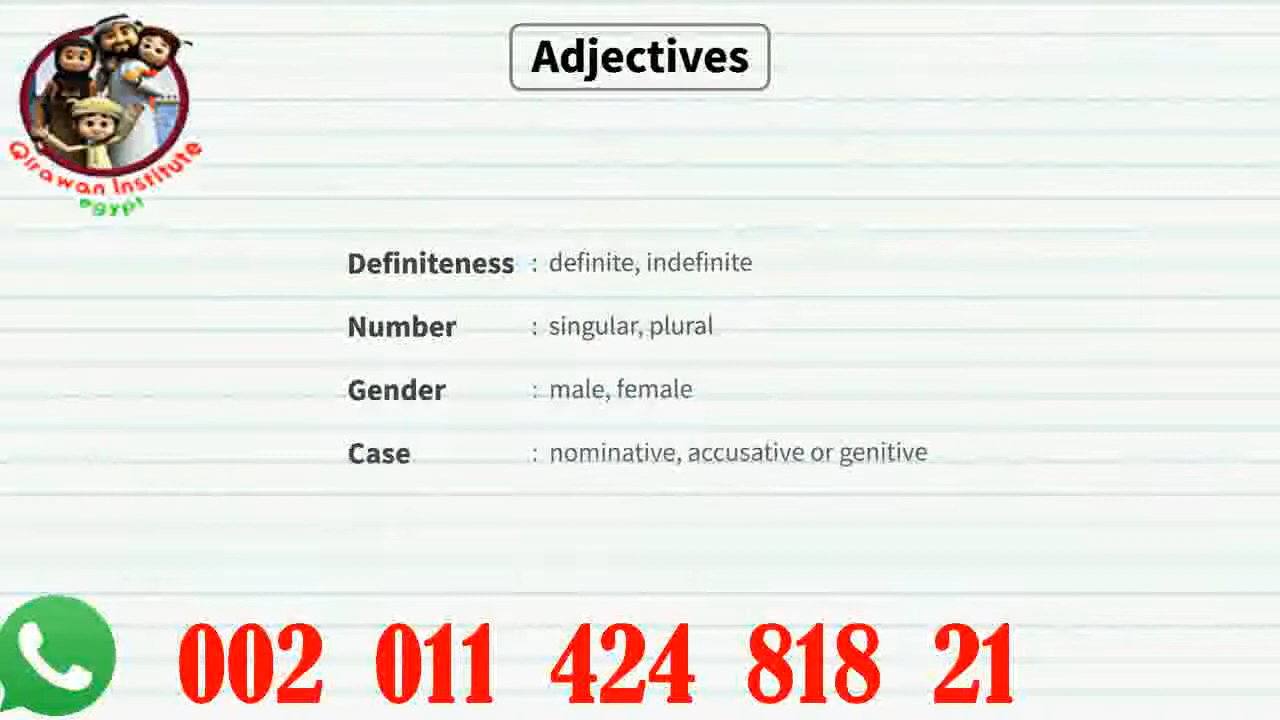 Adjectives
Qirawan Institute
egypt
Definiteness : definite, indefinite
Number : singular, plural
Gender : male, female
Case : nominative, accusative or genitive
002 011 424 818 21